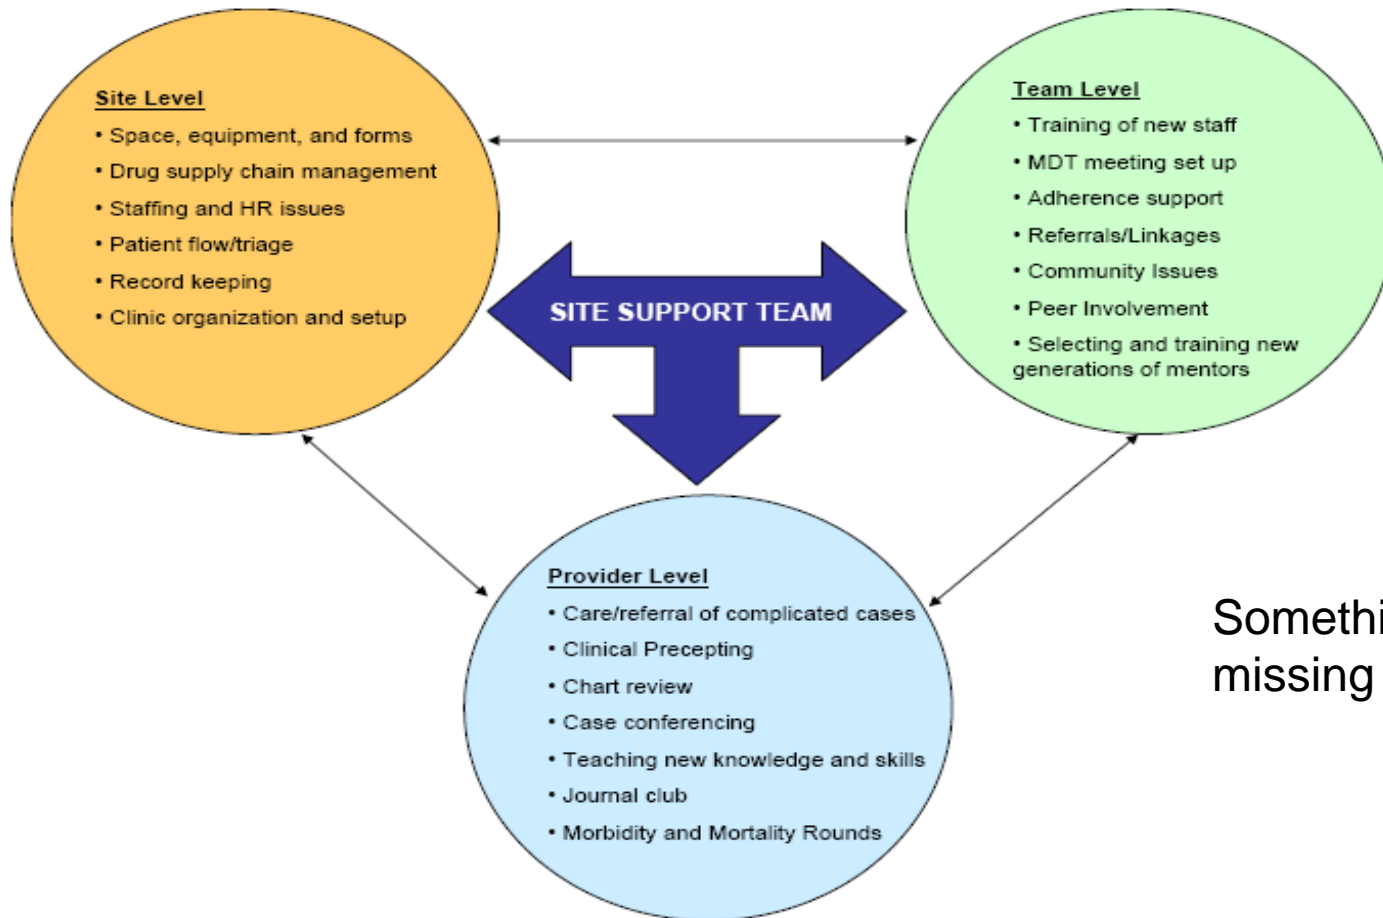 Site Level
• Space, equipment, and forms
• Drug supply chain management
• Staffing and HR issues
• Patient flow/triage
• Record keeping
• Clinic organization and setup
Team Level
• Training of new staff
• MDT meeting set up
• Adherence support
• Referrals/Linkages
• Community Issues
• Peer Involvement
• Selecting and training new
generations of mentors
SITE SUPPORT TEAM
Provider Level
• Care/referral of complicated cases
• Clinical Precepting
• Chart review
• Case conferencing
• Teaching new knowledge and skills
• Journal club
• Morbidity and Mortality Rounds
missing